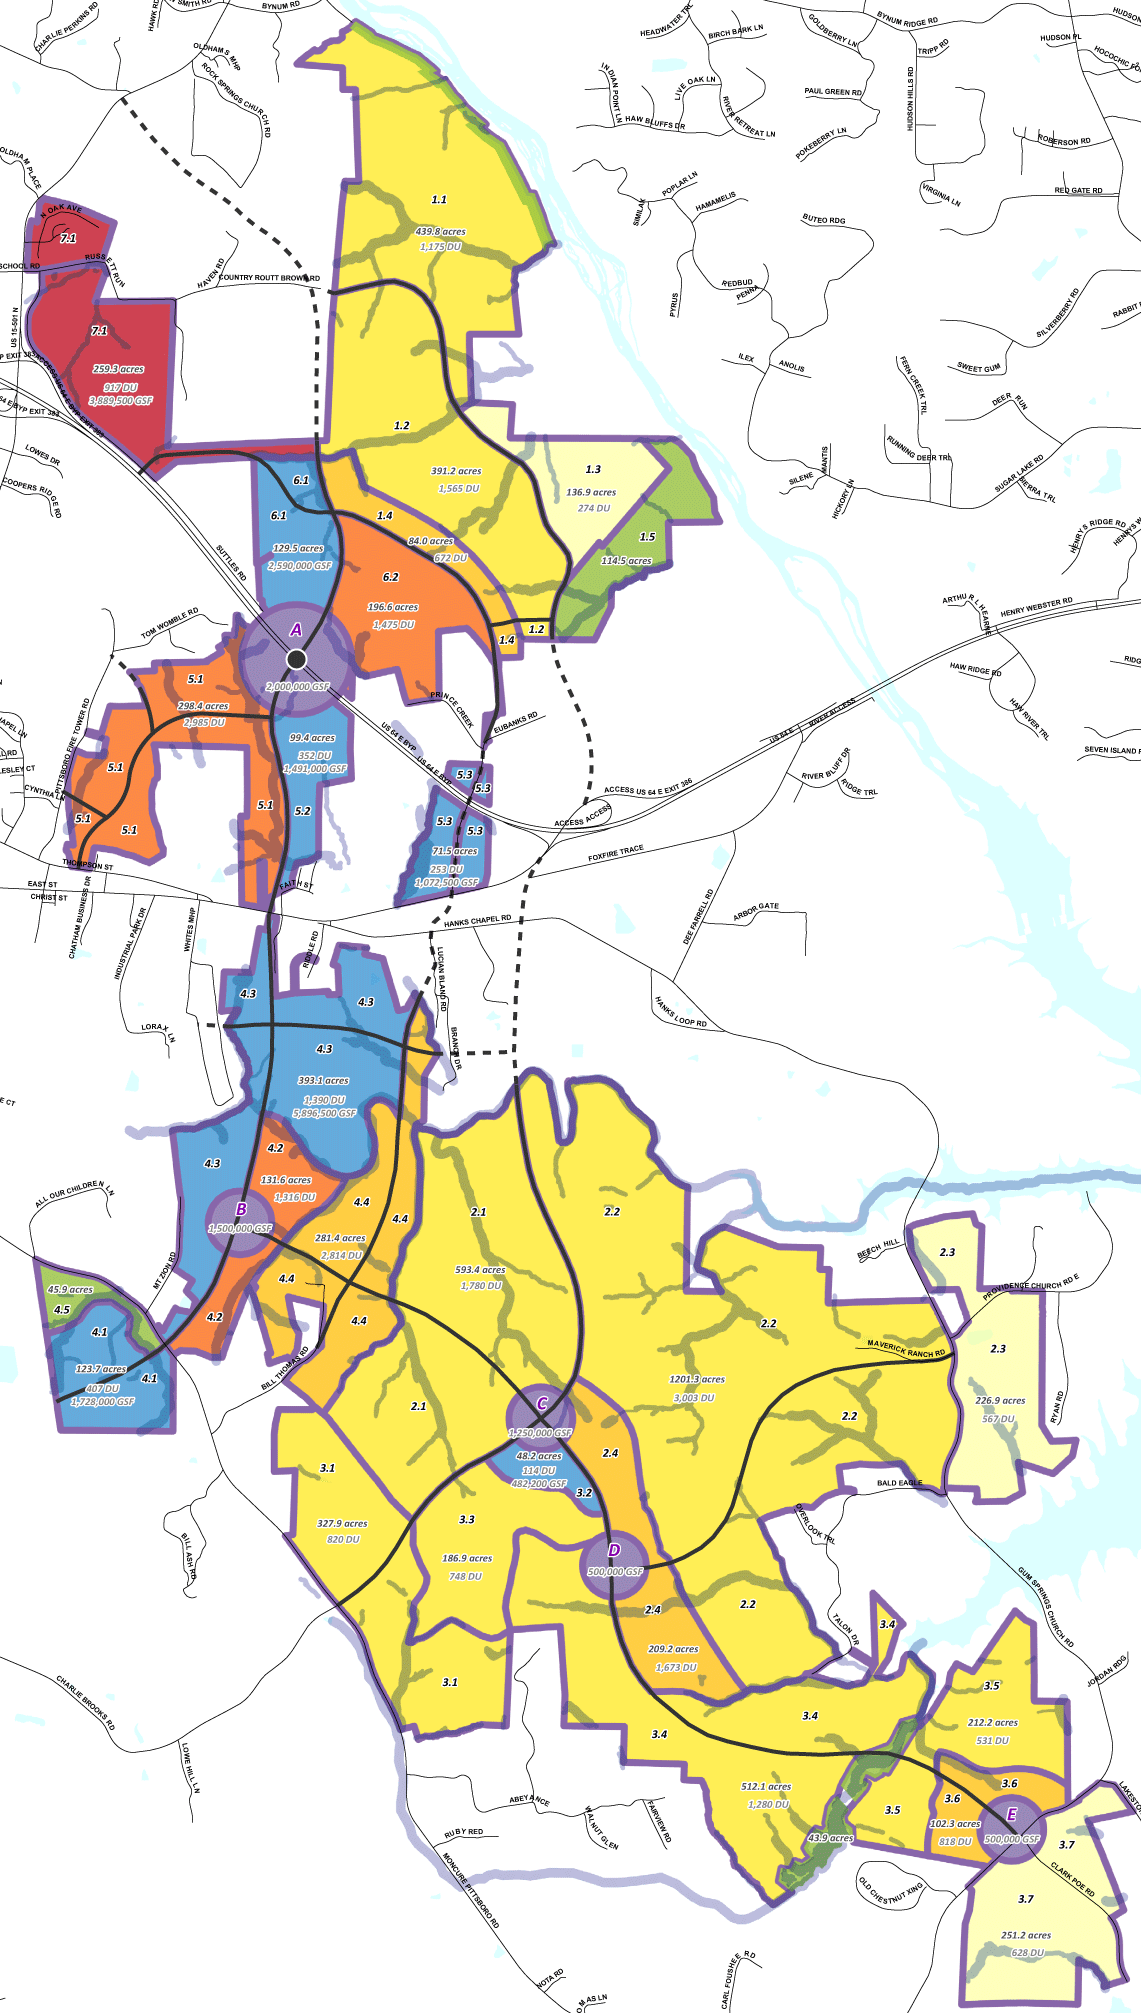 CHARLIE PERKINS RD
HAWK RD
SMITH RD
BYNUM RD
OLDHAMS MHP
ROCK SPRINGS CHURCH RD
HEADWATER TRL
BIRCH BARK LN
GOLDBERRY LN
BYNUM RIDGE RD
TRIPP RD
HUDSON
HUDSON PL
HOCOCHIC
INDIAN POINT LN
LIVE OAK LN
RIVER RETREAT LN
HAW BLUFFS DR
PAUL GREEN RD
POKEBERRY LN
HUDSON HILLS RD
ROBERSON RD
VIRGINIA LN
RED GATE RD
POPLAR LN
SIMILAX
HAMAMELIS
BUTEO RDG
OLDHAM PLACE
N OAK AVE
7.1
SCHOOL RD
RUSSETT RUN
HAVEN RD
COUNTRY ROUTT BROWN RD
1.1
439.8 acres
1,175 DU
PYRUS
REDBUD
PENNA
SILVERBERRY RD
RABBIT
US 15-501 N
7.1
259.3 acres
917 DU
3,889,500 GSF
ILEX
ANOLIS
SWEET GUM
FERN CREEK TRL
DEER RUN
64 E BYP EXIT 383
LOWES DR
COOPERS RIDGE RD
SUTTLES RD
1.2
391.2 acres
1,565 DU
1.3
136.9 acres
274 DU
1.5
114.5 acres
MANTIS
SILENE
HICKORY LN
RUNNING DEER TRL
SUGAR LAKE RD
SIERRA TRL
HENRY'S RIDGE RD
6.1
6.1
129.5 acres
2,590,000 GSF
1.4
84.0 acres
672 DU
6.2
196.6 acres
1,475 DU
1.4
1.2
ARTHUR L HEARNE
HENRY WEBSTER RD
HAW RIDGE RD
HAW RIVER TRL
RIDG
SEVEN ISLAND
TOM WOMBLE RD
A
2,000,000 GSF
PITTSBORO FIRE TOWER RD
5.1
298.4 acres
2,985 DU
PRINCE CREEK
EUBANKS RD
US 64 E BYP
US 64 E BYP
US 64 E
RIVER ACCESS
99.4 acres
352 DU
1,491,000 GSF
LESLEY CT
CYNTHIA LN
5.1
5.1
5.1
5.1
5.2
5.3
5.3
5.3
5.3
71.5 acres
253 DU
1,072,500 GSF
ACCESS US 64 E EXIT 386
ACCESS ACCESS
RIVER BLUFF DR
RIDGE TRL
FOXFIRE TRACE
THOMPSON ST
EAST ST
CHRIST ST
FAITH ST
CHATHAM BUSINESS DR
INDUSTRIAL PARK DR
WHITES MHP
RIDDLE RD
HANKS CHAPEL RD
DEE FARRELL RD
ARBOR GATE
LUCIAN BLAND RD
HANKS LOOP RD
4.3
4.3
LORAX LN
BRANCH DR
4.3
393.1 acres
1,390 DU
5,896,500 GSF
E CT
4.3
4.2
131.6 acres
1,316 DU
B
1,500,000 GSF
4.4
4.4
281.4 acres
2,814 DU
2.1
2.2
ALL OUR CHILDREN LN
MT ZION RD
BEECH HILL
2.3
PROVIDENCE CHURCH RD E
45.9 acres
4.5
4.4
4.2
4.4
593.4 acres
1,780 DU
2.2
4.1
123.7 acres
407 DU
1,728,000 GSF
4.1
BILL THOMAS RD
MAVERICK RANCH RD
2.3
226.9 acres
567 DU
RYAN RD
1201.3 acres
3,003 DU
2.1
C
1,250,000 GSF
2.2
2.4
48.2 acres
114 DU
482,200 GSF
3.2
3.1
BALD EAGLE
3.3
327.9 acres
820 DU
186.9 acres
748 DU
D
500,000 GSF
OVERLOOK TRL
BILL ASH RD
GUM SPRINGS CHURCH RD
2.2
2.4
209.2 acres
1,673 DU
TALON DR
3.4
3.1
3.4
3.4
3.5
212.2 acres
531 DU
JORDAN RDG
CHARLIE BROOKS RD
LOWE HILL LN
512.1 acres
1,280 DU
3.6
3.6
102.3 acres
818 DU
3.5
E
500,000 GSF
43.9 acres
LAKESTO
ABEYANCE
RUBY RED
WALNUT GLEN
FAIRVIEW RD
3.7
CLARK POE RD
OLD CHESTNUT XING
3.7
251.2 acres
628 DU
MONCURE PITTSBORO RD
NOTA RD
OMAS LN
CARL FOUSHEE RD